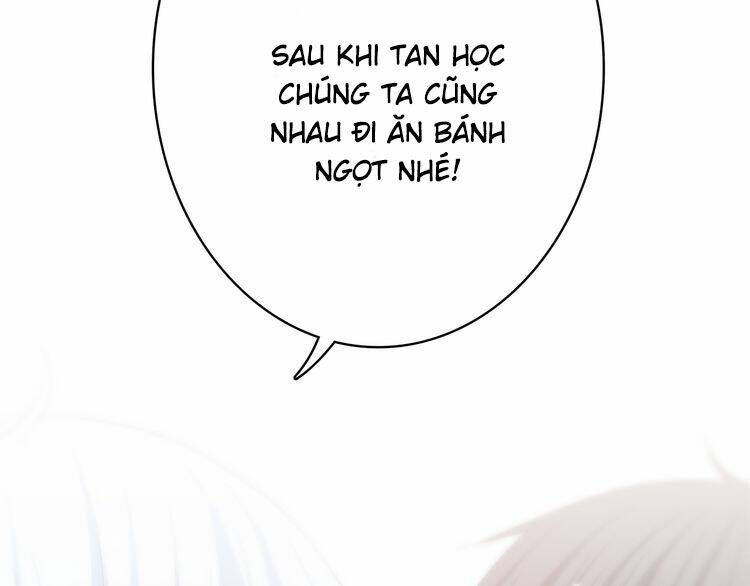 SAU KHI TAN HỌC
CHÚNG TA CŨNG
NHAU ĐI ĂN BÁNH
NGỌT NHÉ!